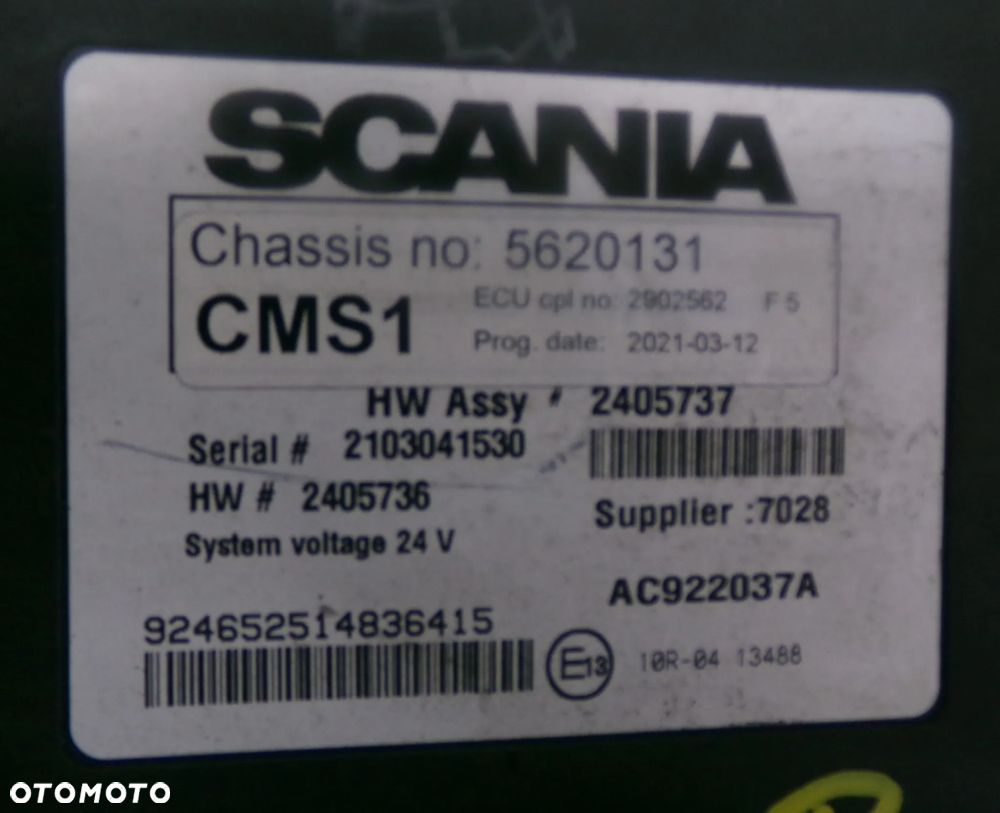 SCANIA
Chassis no: 5620131
CMS1
ECU cpl no: 2902562 F 5
Prog. date: 2021-03-12
HW Assy # 2405737
Serial # 2103041530
HW # 2405736
Supplier :7028
System voltage 24 V
AC922037A
924652514836415
E13
10R-04 13488
OTOMOTO